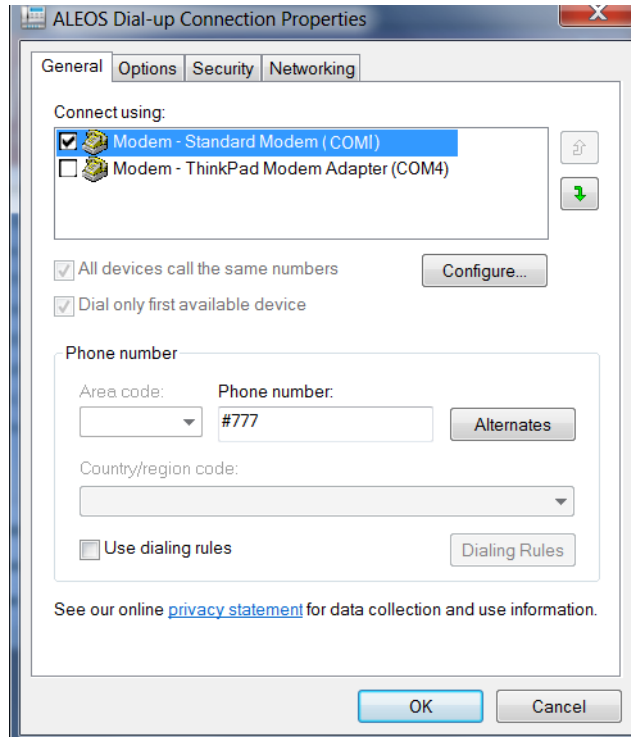 ALEOS Dial-up Connection Properties
General Options Security Networking
Connect using:
Modem - Standard Modem (COM1)
Modem - ThinkPad Modem Adapter (COM4)
All devices call the same numbers
Configure...
Dial only first available device
Phone number
Area code: Phone number:
#777
Alternates
Country/region code:
Use dialing rules
Dialing Rules
See our online privacy statement for data collection and use information.
OK Cancel